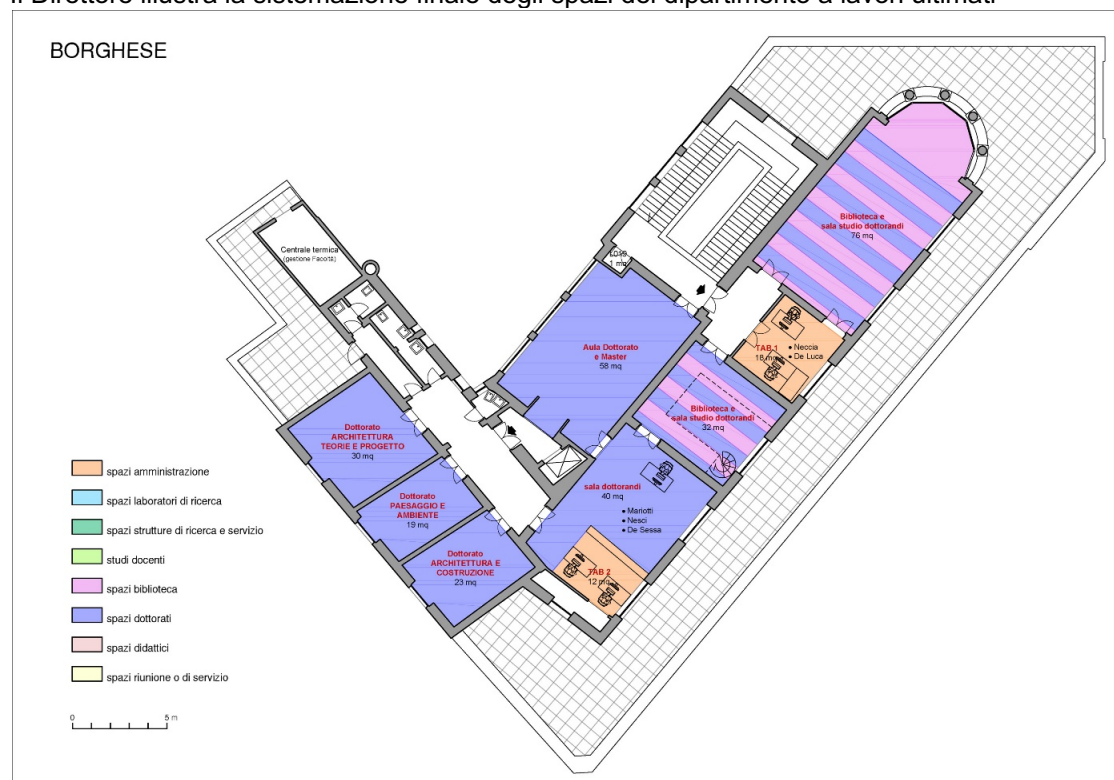 Il Direttore illustra la sistemazione finale degli spazi del dipartimento a lavori ultimati
BORGHESE
Centrale termica
(gestione Facoltà)
1 mq
Biblioteca e
sala studio dottorandi
76 mq
Aula Dottorato
e Master
58 mq
TAB.1
18 mq
• Neccia
• De Luca
Biblioteca e
sala studio dottorandi
32 mq
Dottorato
ARCHITETTURA
TEORIE E PROGETTO
30 mq
Dottorato
PAESAGGIO E
AMBIENTE
19 mq
Dottorato
ARCHITETTURA E
COSTRUZIONE
23 mq
sala dottorandi
40 mq
• Mariotti
• Nesci
• De Sessa
TAB 2
12 mq
spazi amministrazione
spazi laboratori di ricerca
spazi strutture di ricerca e servizio
studi docenti
spazi biblioteca
spazi dottorati
spazi didattici
spazi riunione o di servizio
0 5 m